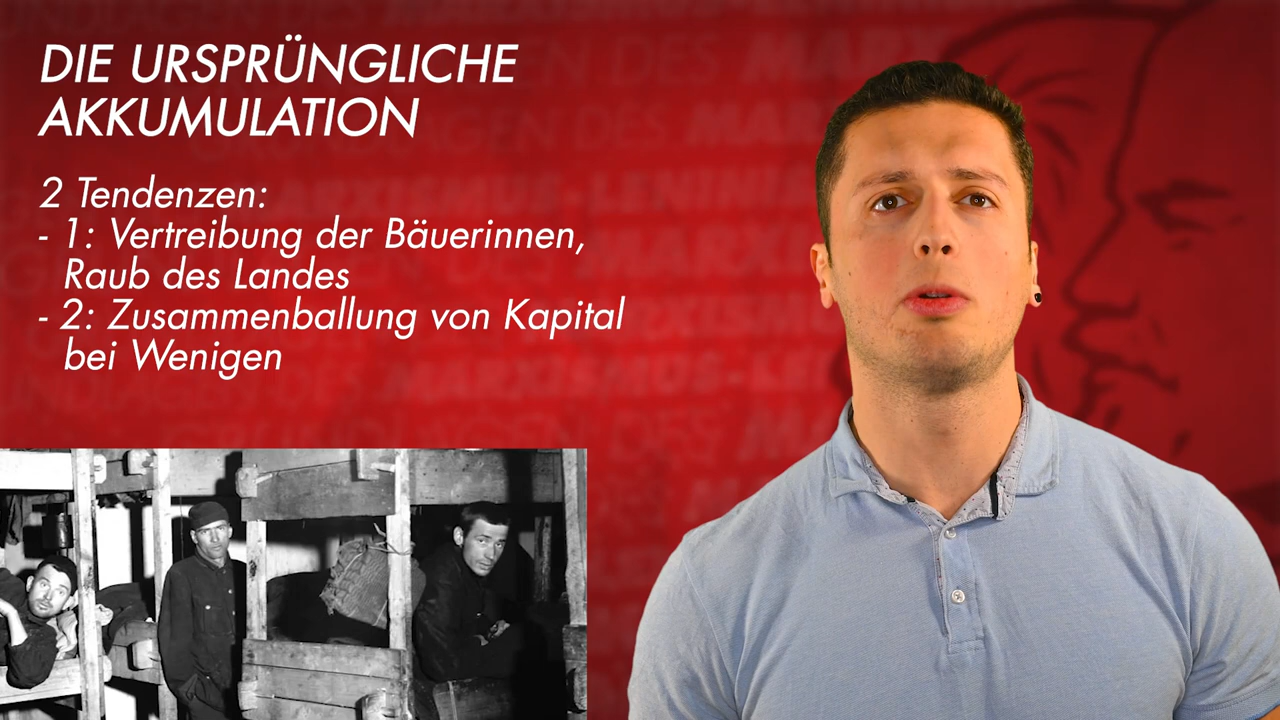 DIE URSPRÜNGLICHE
AKKUMULATION
2 Tendenzen:
- 1: Vertreibung der Bäuerinnen,
Raub des Landes
- 2: Zusammenballung von Kapital
bei Wenigen